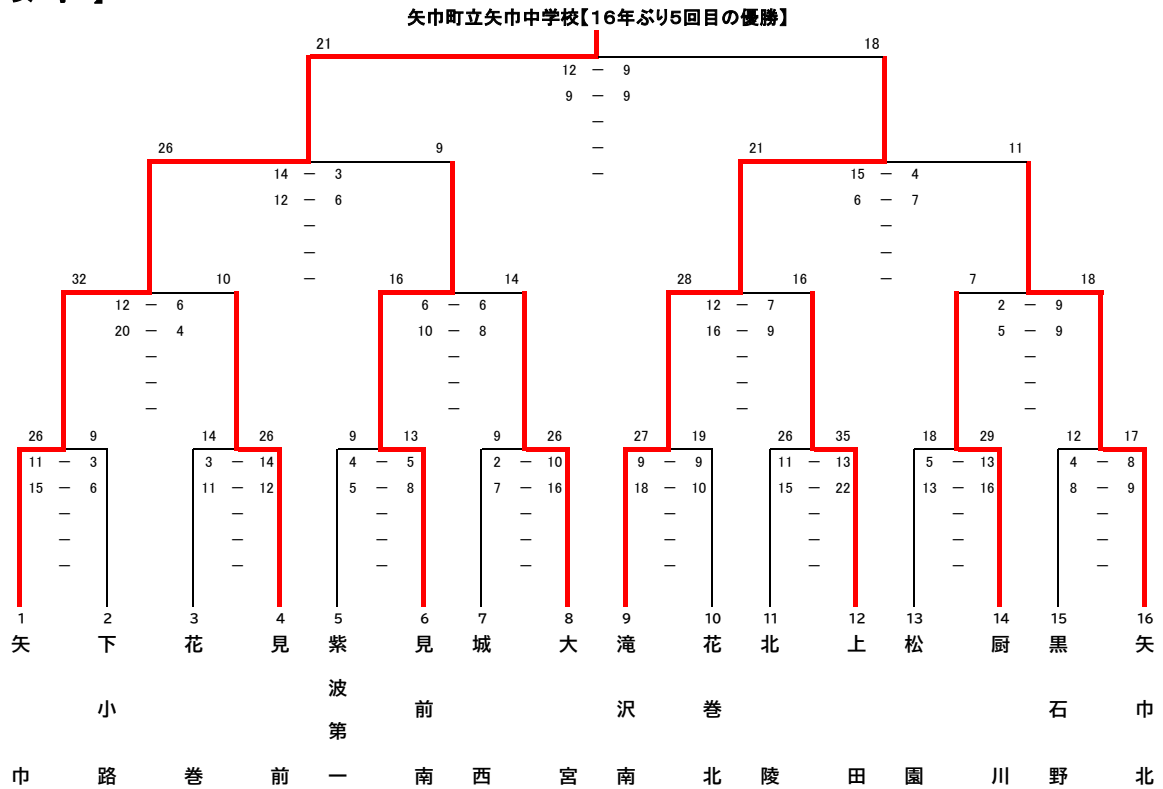 矢巾町立矢巾中学校【16年ぶり5回目の優勝】
21 18
12 － 9
9 － 9
－
－
－
26 9 21 11
14 － 3 15 － 4
12 － 6 6 － 7
－ －
－ －
－ －
32 10 16 14 28 16 7 18
12 － 6 6 － 6 12 － 7 2 － 9
20 － 4 10 － 8 16 － 9 5 － 9
－ － － －
－ － － －
－ － － －
26 9 14 26 9 13 9 26 27 19 26 35 18 29 12 17
11 － 3 3 － 14 4 － 5 2 － 10 9 － 9 11 － 13 5 － 13 4 － 8
15 － 6 11 － 12 5 － 8 7 － 16 18 － 10 15 － 22 13 － 16 8 － 9
－ － － － － － － －
－ － － － － － － －
－ － － － － － － －
1 2 3 4 5 6 7 8 9 10 11 12 13 14 15 16
矢巾
下小路
花巻
見前
紫波第一
見前南
城西
大宮
滝沢南
花巻北
北陵
上田
松園
厨川
黒石野
矢巾北